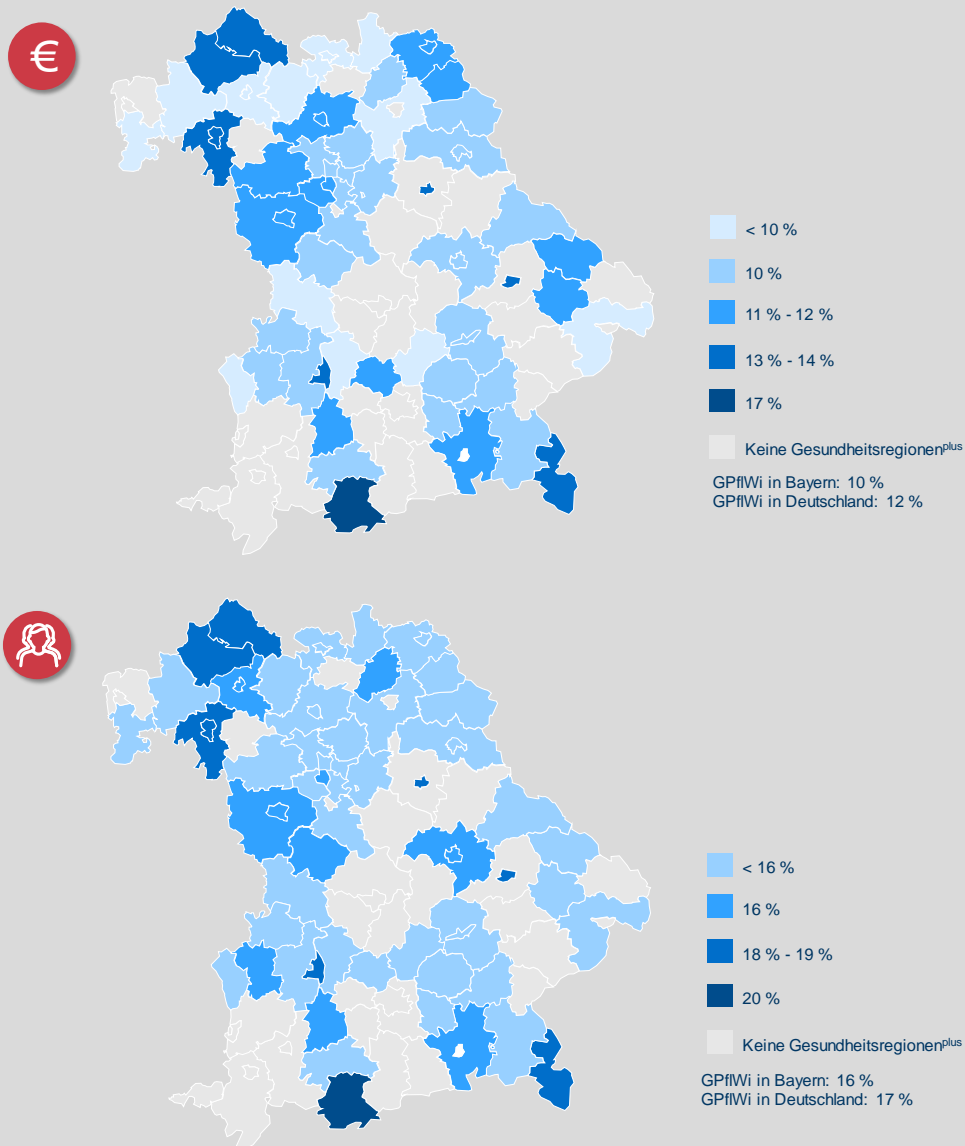 €
< 10 %
10 %
11 % - 12 %
13 % - 14 %
17 %
Keine Gesundheitsregionenplus
GPflWi in Bayern: 10 %
GPflWi in Deutschland: 12 %
< 16 %
16 %
18 % - 19 %
20 %
Keine Gesundheitsregionenplus
GPflWi in Bayern: 16 %
GPflWi in Deutschland: 17 %